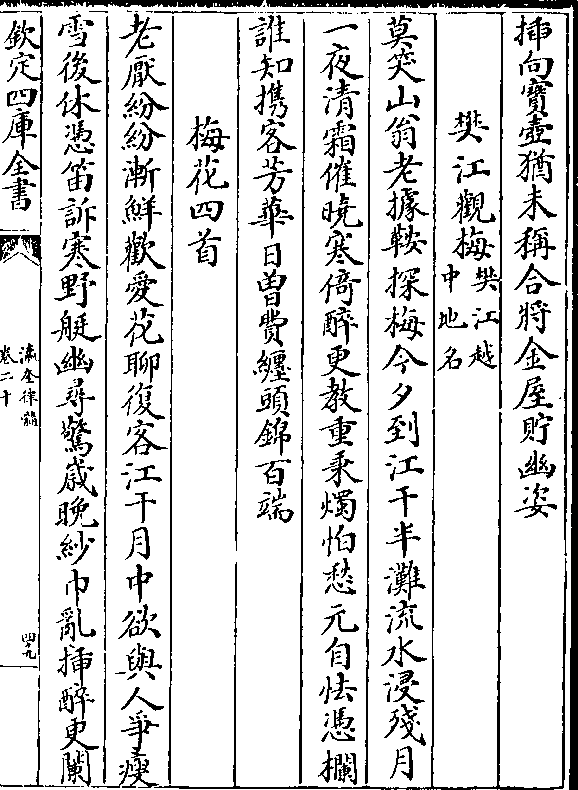 揷向寶壺猶未稱合將金屋貯幽姿
樊江觀梅樊江越
中地名
莫笑山翁老據鞍探梅今夕到江干半灘流水浸殘月
一夜清霜催曉寒倚醉更教重秉燭怕愁元自怯憑欄
誰知攜客芳華日曽費纏頭錦百端
梅花四首
老厭紛紛漸鮮歡愛花聊復客江干月中欲與人爭瘦
雪後休憑笛訴寒野艇幽尋驚嵗晚紗巾亂揷醉更闌
欽定四庫全書
瀛奎律髓
卷二十
四九